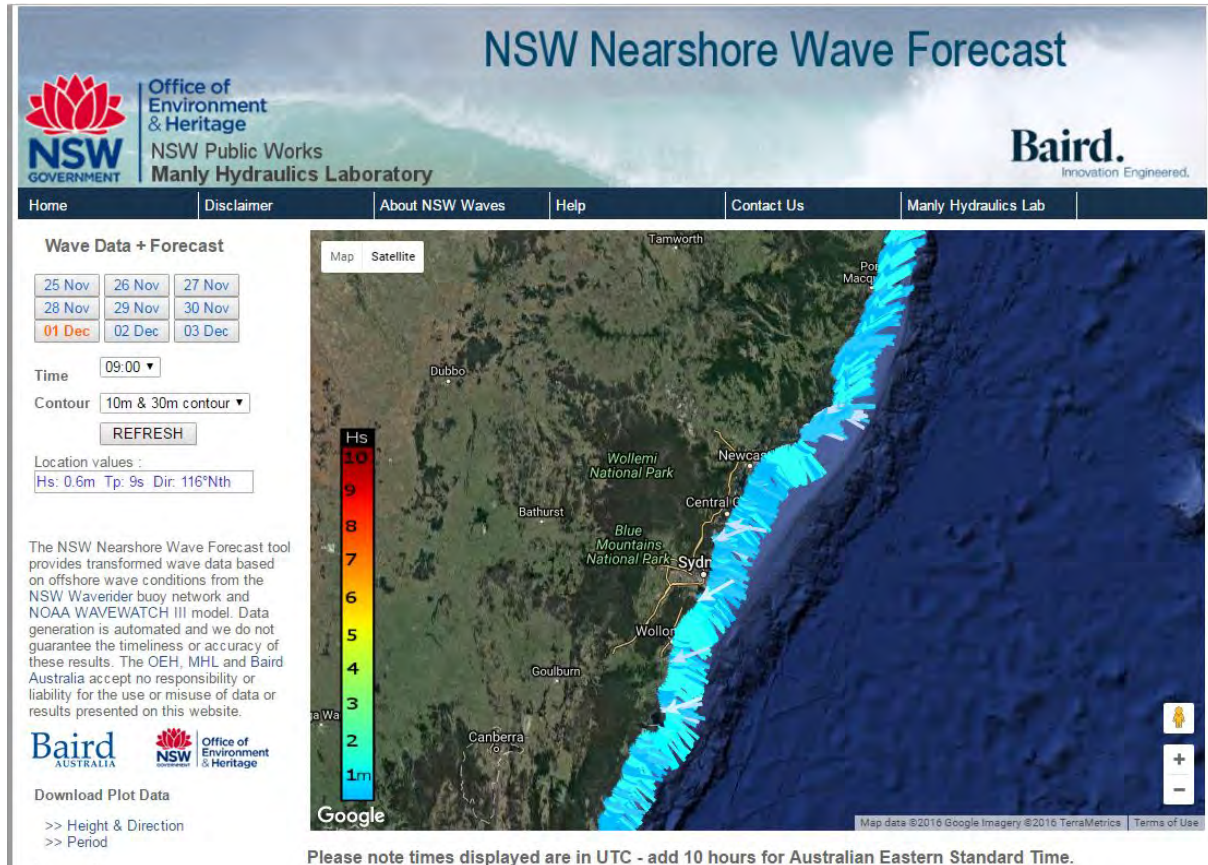 NSW Nearshore Wave Forecast
Office of
Environment
& Heritage
NSW Public Works
Manly Hydraulics Laboratory
NSW
GOVERNMENT
Baird.
Innovation Engineered.
Home Disclaimer About NSW Waves Help Contact Us Manly Hydraulics Lab
Wave Data + Forecast
25 Nov 26 Nov 27 Nov
28 Nov 29 Nov 30 Nov
01 Dec 02 Dec 03 Dec
Time 09:00
Contour 10m & 30m contour
REFRESH
Location values :
Hs: 0.6m Tp: 9s Dir: 116°Nth
The NSW Nearshore Wave Forecast tool
provides transformed wave data based
on offshore wave conditions from the
NSW Waverider buoy network and
NOAA WAVEWATCH III model. Data
generation is automated and we do not
guarantee the timeliness or accuracy of
these results. The OEH, MHL and Baird
Australia accept no responsibility or
liability for the use or misuse of data or
results presented on this website.
Baird
AUSTRALIA
NSW
GOVERNMENT
Office of
Environment
& Heritage
Download Plot Data
>> Height & Direction
>> Period
Map Satellite
Tamworth
Por
Macq
Dubbo
Wollemi
National Park
Newcas
Central
Bathurst
Blue
Mountains
National Park
Sydn
Wollon
Goulburn
ga Wa
Canberra
Hs
10
9
8
7
6
5
4
3
2
1m
+
−
Google
Map data ©2016 Google Imagery ©2016 TerraMetrics Terms of Use
Please note times displayed are in UTC - add 10 hours for Australian Eastern Standard Time.